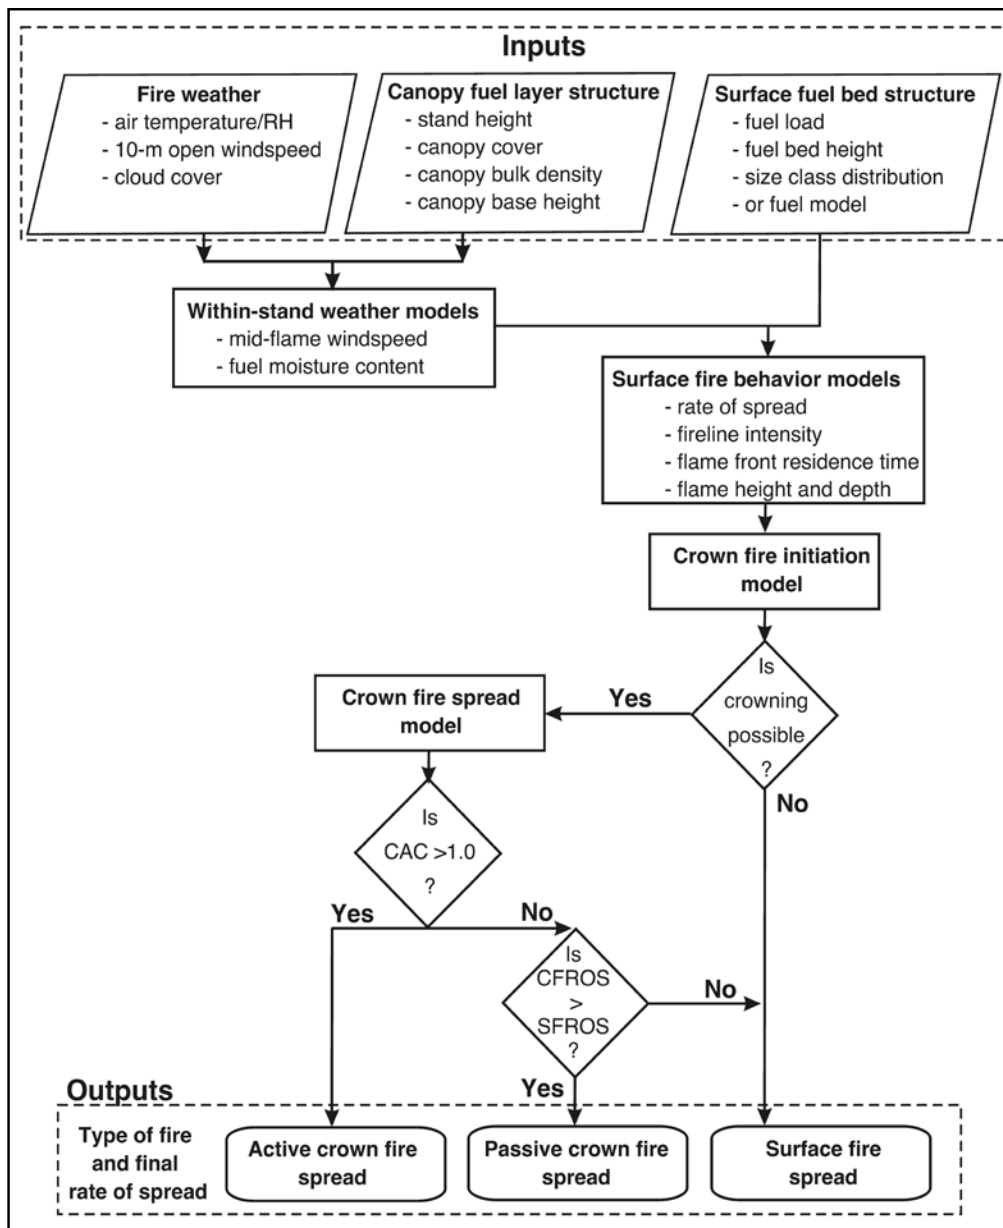 Inputs
Fire weather
- air temperature/RH
- 10-m open windspeed
- cloud cover
Canopy fuel layer structure
- stand height
- canopy cover
- canopy bulk density
- canopy base height
Surface fuel bed structure
- fuel load
- fuel bed height
- size class distribution
- or fuel model
Within-stand weather models
- mid-flame windspeed
- fuel moisture content
Surface fire behavior models
- rate of spread
- fireline intensity
- flame front residence time
- flame height and depth
Crown fire initiation
model
Is
crowning
possible
?
Yes
No
Crown fire spread
model
Is
CAC >1.0
?
Yes
No
Is
CFROS
>
SFROS
?
No
Yes
Outputs
Type of fire
and final
rate of spread
Active crown fire
spread
Passive crown fire
spread
Surface fire
spread